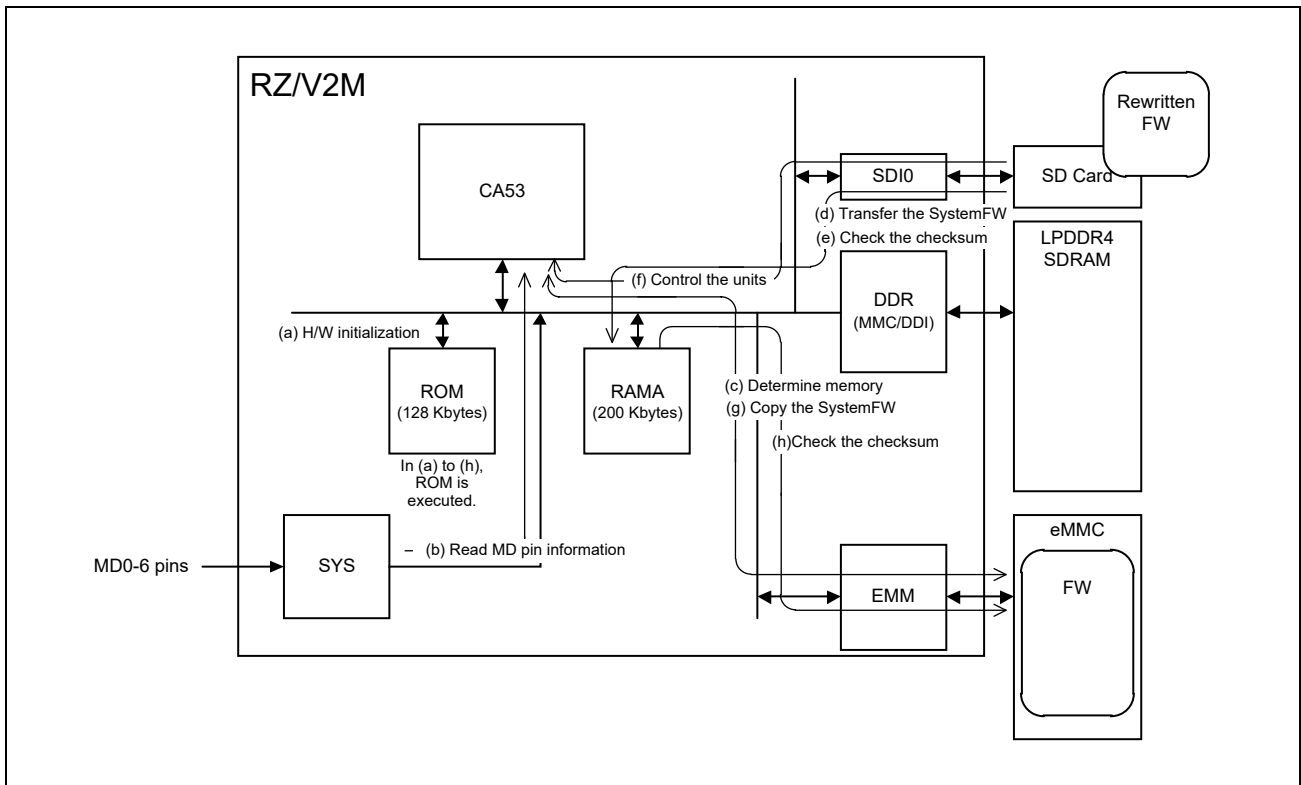 RZ/V2M
Rewritten
FW
CA53
SDI0
SD Card
(d) Transfer the SystemFW
(e) Check the checksum
LPDDR4
SDRAM
(f) Control the units
DDR
(MMC/DDI)
(a) H/W initialization
ROM
(128 Kbytes)
RAMA
(200 Kbytes)
(c) Determine memory
(g) Copy the SystemFW
(h)Check the checksum
In (a) to (h),
ROM is
executed.
eMMC
MD0-6 pins
SYS
– (b) Read MD pin information
EMM
FW